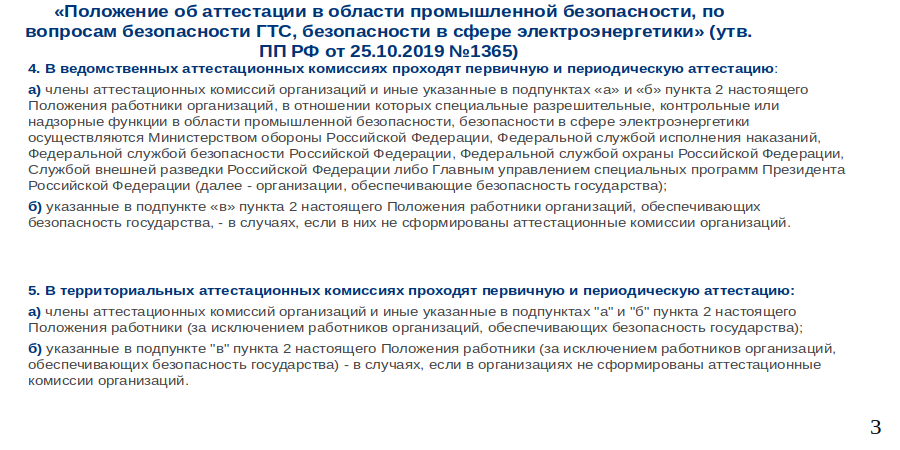 «Положение об аттестации в области промышленной безопасности, по
вопросам безопасности ГТС, безопасности в сфере электроэнергетики» (утв.
ПП РФ от 25.10.2019 №1365)
4. В ведомственных аттестационных комиссиях проходят первичную и периодическую аттестацию:
а) члены аттестационных комиссий организаций и иные указанные в подпунктах «а» и «б» пункта 2 настоящего
Положения работники организаций, в отношении которых специальные разрешительные, контрольные или
надзорные функции в области промышленной безопасности, безопасности в сфере электроэнергетики
осуществляются Министерством обороны Российской Федерации, Федеральной службой исполнения наказаний,
Федеральной службой безопасности Российской Федерации, Федеральной службой охраны Российской Федерации,
Службой внешней разведки Российской Федерации либо Главным управлением специальных программ Президента
Российской Федерации (далее - организации, обеспечивающие безопасность государства);
б) указанные в подпункте «в» пункта 2 настоящего Положения работники организаций, обеспечивающих
безопасность государства, - в случаях, если в них не сформированы аттестационные комиссии организаций.
5. В территориальных аттестационных комиссиях проходят первичную и периодическую аттестацию:
а) члены аттестационных комиссий организаций и иные указанные в подпунктах "а" и "б" пункта 2 настоящего
Положения работники (за исключением работников организаций, обеспечивающих безопасность государства);
б) указанные в подпункте "в" пункта 2 настоящего Положения работники (за исключением работников организаций,
обеспечивающих безопасность государства) - в случаях, если в организациях не сформированы аттестационные
комиссии организаций.
3